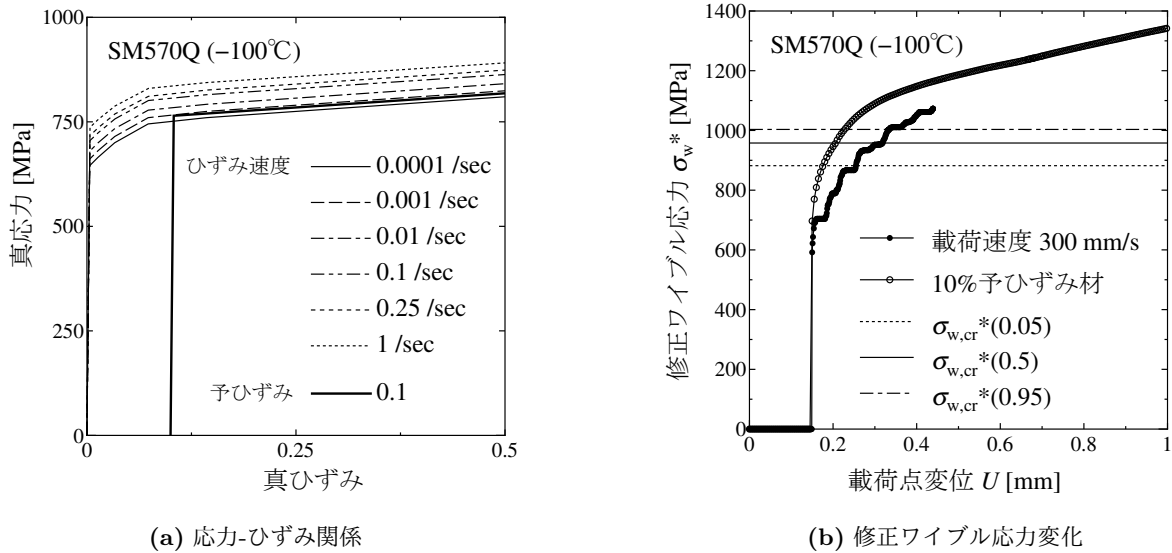 1000
SM570Q (−100℃)
750
ひずみ速度
0.0001 /sec
0.001 /sec
0.01 /sec
500
0.1 /sec
0.25 /sec
250
1 /sec
予ひずみ
0.1
0
0
0.25
0.5
真応力 [MPa]
真ひずみ
(a) 応力-ひずみ関係
1400
SM570Q (−100℃)
1200
1000
800
600
載荷速度 300 mm/s
10%予ひずみ材
400
σw,cr*(0.05)
σw,cr*(0.5)
200
σw,cr*(0.95)
0
0
0.2
0.4
0.6
0.8
1
修正ワイブル応力 σw* [MPa]
載荷点変位 U [mm]
(b) 修正ワイブル応力変化